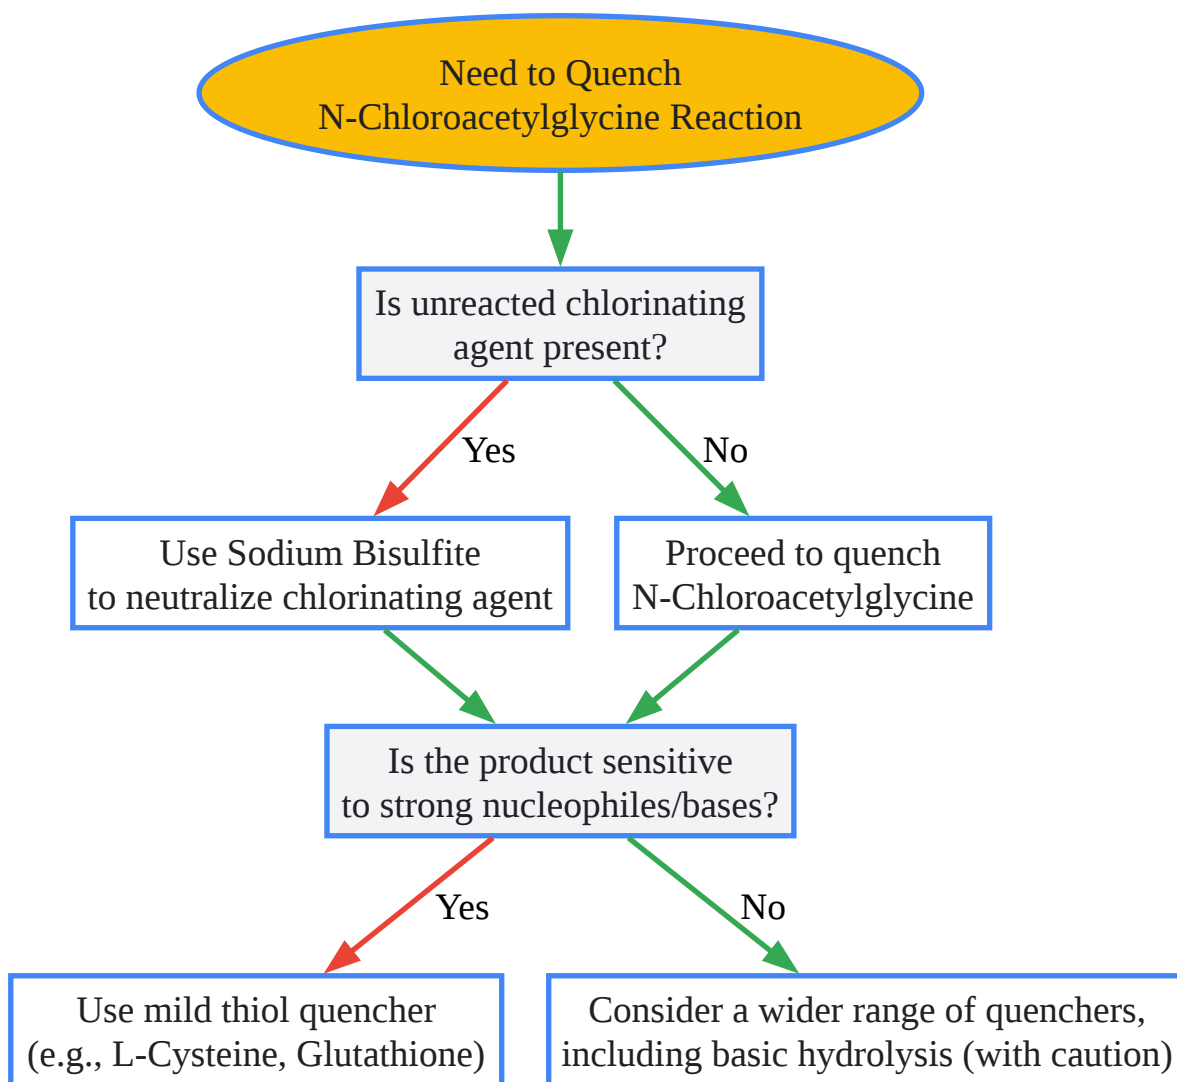 Need to Quench
N-Chloroacetylglycine Reaction
Is unreacted chlorinating
agent present?
Yes
No
Use Sodium Bisulfite
to neutralize chlorinating agent
Proceed to quench
N-Chloroacetylglycine
Is the product sensitive
to strong nucleophiles/bases?
Yes
No
Use mild thiol quencher
(e.g., L-Cysteine, Glutathione)
Consider a wider range of quenchers,
including basic hydrolysis (with caution)